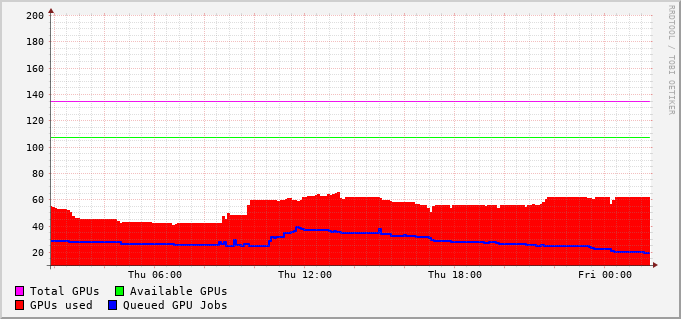 200
180
160
140
120
100
80
60
40
20
Thu 06:00 Thu 12:00 Thu 18:00 Fri 00:00
Total GPUs Available GPUs
GPUs used Queued GPU Jobs
RRDTOOL / TOBI OETIKER